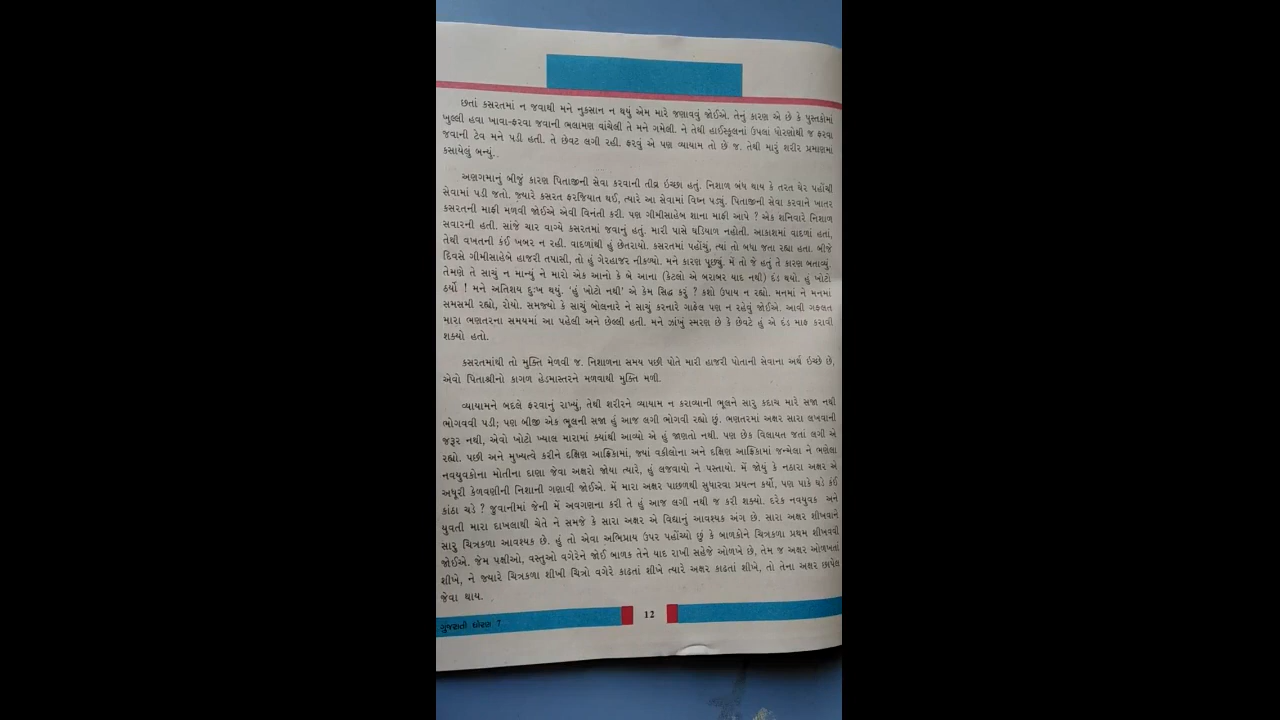 છતાં કસરતમાં ન જવાથી મને નુકસાન ન થયું એમ મારે જણાવવું જોઈએ. તેનું કારણ એ છે કે પુસ્તકોમાં
ખુલ્લી હવા ખાવા-ફરવા જવાની ભલામણ વાંચેલી તે મને ગમેલી. ને તેથી હાઈસ્કૂલનાં ઉપલાં ધોરણોથી જ ફરવા
જવાની ટેવ મને પડી હતી. તે છેવટ લગી રહી. ફરવું એ પણ વ્યાયામ તો છે જ. તેથી મારું શરીર પ્રમાણમાં
કસાયેલું બન્યું.
અણગમાનું બીજું કારણ પિતાજીની સેવા કરવાની તીવ્ર ઇચ્છા હતું. નિશાળ બંધ થાય કે તરત ઘેર પહોંચી
સેવામાં પડી જતો. જ્યારે કસરત ફરજિયાત થઈ, ત્યારે આ સેવામાં વિઘ્ન પડ્યું. પિતાજીની સેવા કરવાને ખાતર
કસરતની માફી મળવી જોઈએ એવી વિનંતી કરી. પણ ગીમીસાહેબ શાના માફી આપે ? એક શનિવારે નિશાળ
સવારની હતી. સાંજે ચાર વાગ્યે કસરતમાં જવાનું હતું. મારી પાસે ઘડિયાળ નહોતી. આકાશમાં વાદળાં હતાં,
તેથી વખતની કંઈ ખબર ન રહી. વાદળાંથી હું છેતરાયો. કસરતમાં પહોંચું, ત્યાં તો બધા જતા રહ્યા હતા. બીજે
દિવસે ગીમીસાહેબે હાજરી તપાસી, તો હું ગેરહાજર નીકળ્યો. મને કારણ પૂછ્યું. મેં તો જે હતું તે કારણ બતાવ્યું.
તેમણે તે સાચું ન માન્યું ને મારો એક આનો કે બે આના (કેટલો એ બરાબર યાદ નથી) દંડ થયો. હું ખોટો
ઠર્યો ! મને અતિશય દુઃખ થયું. ‘હું ખોટો નથી’ એ કેમ સિદ્ધ કરું ? કશો ઉપાય ન રહ્યો. મનમાં ને મનમાં
સમસમી રહ્યો, રોયો. સમજ્યો કે સાચું બોલનારે ને સાચું કરનારે ગાફેલ પણ ન રહેવું જોઈએ. આવી ગફલત
મારા ભણતરના સમયમાં આ પહેલી અને છેલ્લી હતી. મને ઝાંખું સ્મરણ છે કે છેવટે હું એ દંડ માફ કરાવી
શક્યો હતો.
કસરતમાંથી તો મુક્તિ મેળવી જ. નિશાળના સમય પછી પોતે મારી હાજરી પોતાની સેવાના અર્થે ઇચ્છે છે,
એવો પિતાશ્રીનો કાગળ હેડમાસ્તરને મળવાથી મુક્તિ મળી.
વ્યાયામને બદલે ફરવાનું રાખ્યું, તેથી શરીરને વ્યાયામ ન કરાવ્યાની ભૂલને સારુ કદાચ મારે સજા નથી
ભોગવવી પડી; પણ બીજી એક ભૂલની સજા હું આજ લગી ભોગવી રહ્યો છું. ભણતરમાં અક્ષર સારા લખવાની
જરૂર નથી, એવો ખોટો ખ્યાલ મારામાં ક્યાંથી આવ્યો એ હું જાણતો નથી. પણ છેક વિલાયત જતાં લગી એ
રહ્યો. પછી અને મુખ્યત્વે કરીને દક્ષિણ આફ્રિકામાં, જ્યાં વકીલોના અને દક્ષિણ આફ્રિકામાં જન્મેલા ને ભણેલા
નવયુવકોના મોતીના દાણા જેવા અક્ષરો જોયા ત્યારે, હું લજવાયો ને પસ્તાયો. મેં જોયું કે નઠારા અક્ષર એ
અધૂરી કેળવણીની નિશાની ગણાવી જોઈએ. મેં મારા અક્ષર પાછળથી સુધારવા પ્રયત્ન કર્યો, પણ પાકે ઘડે કંઈ
કાંઠા ચડે ? જુવાનીમાં જેની મેં અવગણના કરી તે હું આજ લગી નથી જ કરી શક્યો. દરેક નવયુવક અને
યુવતી મારા દાખલાથી ચેતે ને સમજે કે સારા અક્ષર એ વિદ્યાનું આવશ્યક અંગ છે. સારા અક્ષર શીખવાને
સારુ ચિત્રકળા આવશ્યક છે. હું તો એવા અભિપ્રાય ઉપર પહોંચ્યો છું કે બાળકોને ચિત્રકળા પ્રથમ શીખવવી
જોઈએ. જેમ પક્ષીઓ, વસ્તુઓ વગેરેને જોઈ બાળક તેને યાદ રાખી સહેજે ઓળખે છે, તેમ જ અક્ષર ઓળખતાં
શીખે, ને જ્યારે ચિત્રકળા શીખી ચિત્રો વગેરે કાઢતાં શીખે ત્યારે અક્ષર કાઢતાં શીખે, તો તેના અક્ષર છાપેલ
જેવા થાય.
12
ગુજરાતી ધોરણ 7